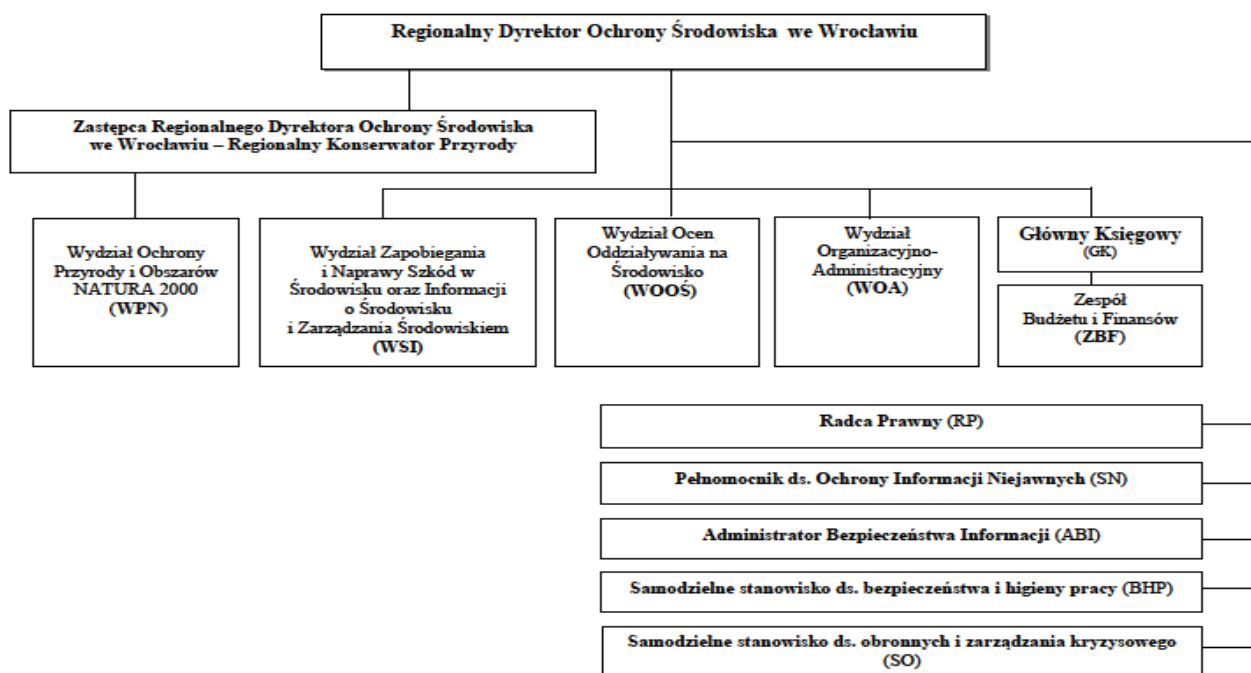 Regionalny Dyrektor Ochrony Środowiska we Wrocławiu
Zastępca Regionalnego Dyrektora Ochrony Środowiska
we Wrocławiu – Regionalny Konserwator Przyrody
Wydział Ochrony
Przyrody i Obszarów
NATURA 2000
(WPN)
Wydział Zapobiegania
i Naprawy Szkód w
Środowisku oraz Informacji
o Środowisku
i Zarządzania Środowiskiem
(WSI)
Wydział Ocen
Oddziaływania na
Środowisko
(WOOŚ)
Wydział
Organizacyjno-
Administracyjny
(WOA)
Główny Księgowy
(GK)
Zespół
Budżetu i Finansów
(ZBF)
Radca Prawny (RP)
Pełnomocnik ds. Ochrony Informacji Niejawnych (SN)
Administrator Bezpieczeństwa Informacji (ABI)
Samodzielne stanowisko ds. bezpieczeństwa i higieny pracy (BHP)
Samodzielne stanowisko ds. obronnych i zarządzania kryzysowego
(SO)